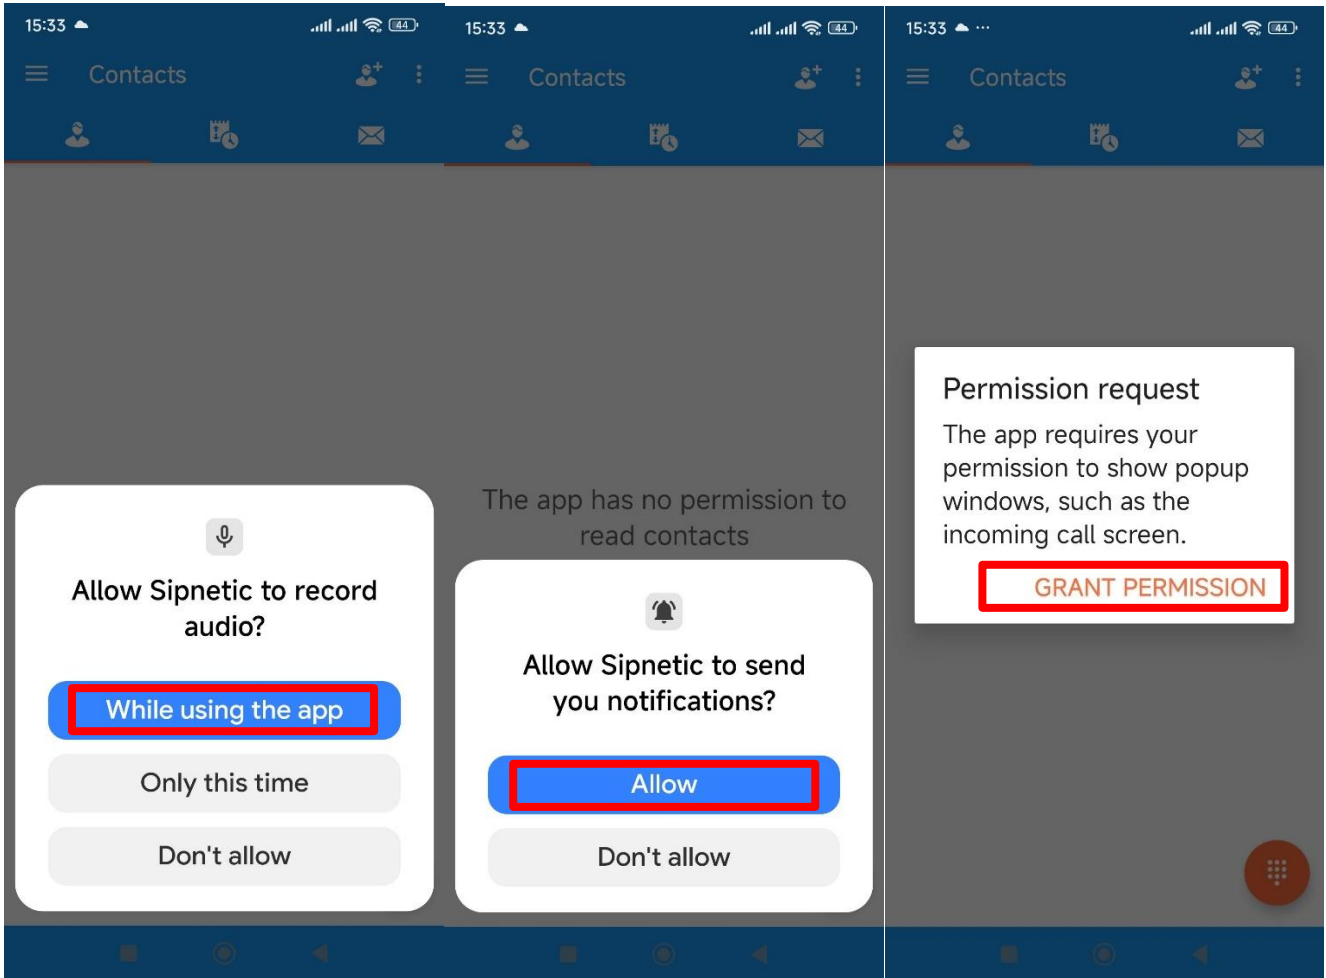 15:33
44
Contacts
Allow Sipnetic to record
audio?
While using the app
Only this time
Don't allow
15:33
44
Contacts
The app has no permission to
read contacts
Allow Sipnetic to send
you notifications?
Allow
Don't allow
15:33 ...
44
Contacts
Permission request
The app requires your
permission to show popup
windows, such as the
incoming call screen.
GRANT PERMISSION